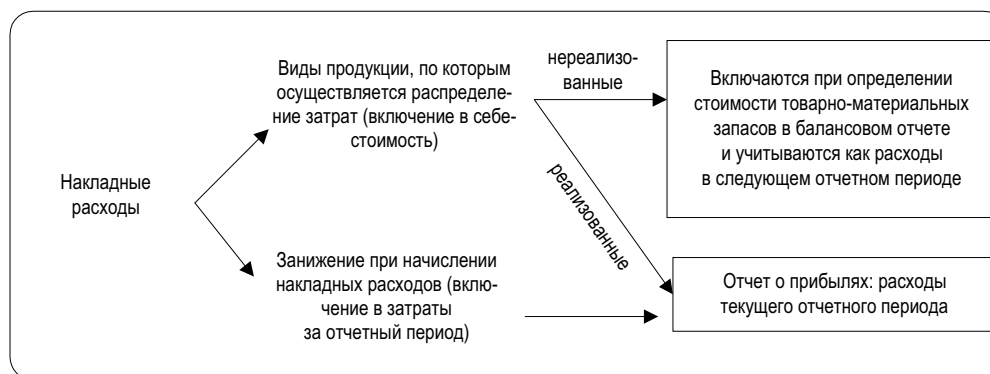 Накладные
расходы
Виды продукции, по которым
осуществляется распределе-
ние затрат (включение в себе-
стоимость)
нереализо-
ванные
реализованные
Включаются при определении
стоимости товарно-материальных
запасов в балансовом отчете
и учитываются как расходы
в следующем отчетном периоде
Занижение при начислении
накладных расходов (вклю-
чение в затраты
за отчетный период)
Отчет о прибылях: расходы
текущего отчетного периода